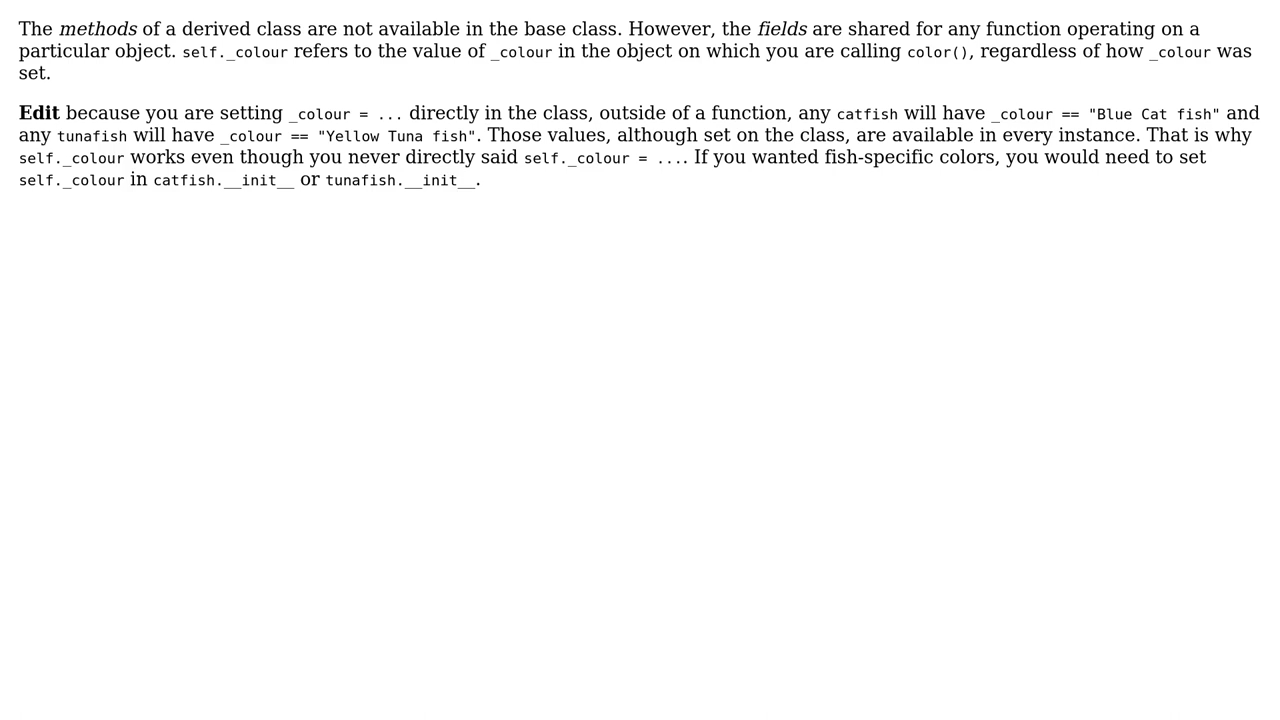 The methods of a derived class are not available in the base class. However, the fields are shared for any function operating on a
particular object. self._colour refers to the value of _colour in the object on which you are calling color(), regardless of how _colour was
set.
Edit because you are setting _colour = ... directly in the class, outside of a function, any catfish will have _colour == "Blue Cat fish" and
any tunafish will have _colour == "Yellow Tuna fish". Those values, although set on the class, are available in every instance. That is why
self._colour works even though you never directly said self._colour = .... If you wanted fish-specific colors, you would need to set
self._colour in catfish.__init__ or tunafish.__init__.